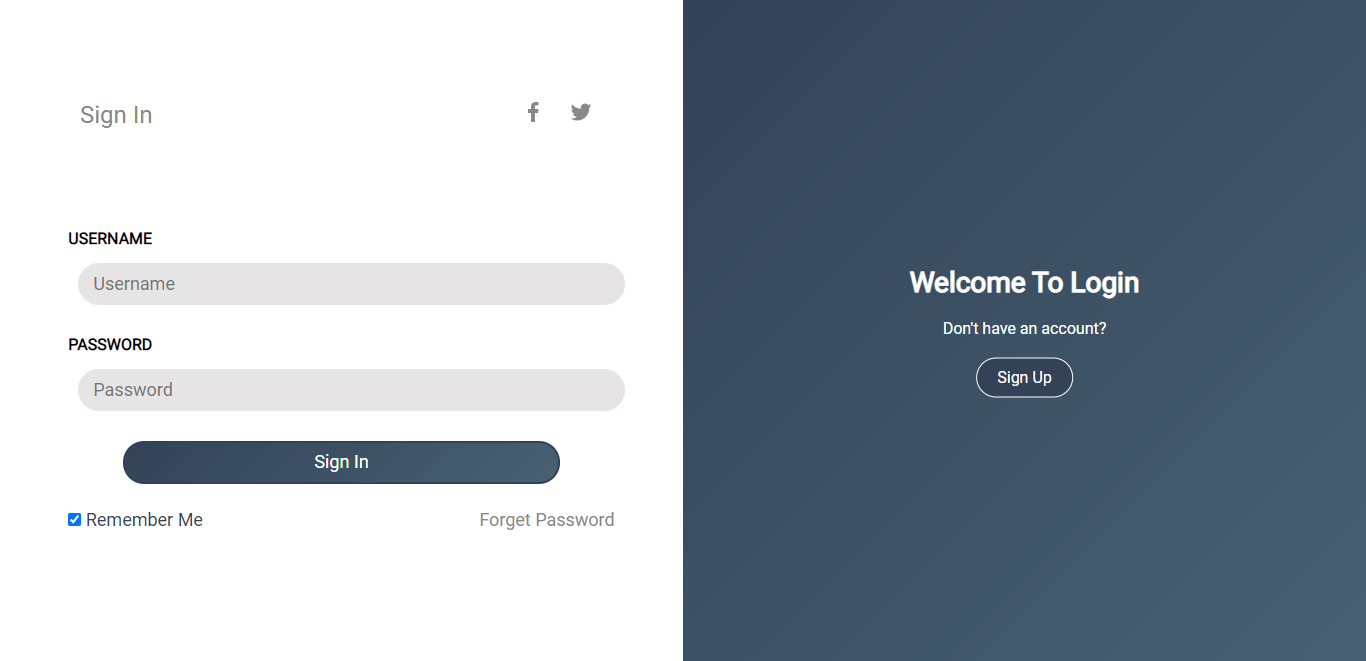 Sign In
USERNAME
Username
PASSWORD
Password
Sign In
Remember Me
Forget Password
Welcome To Login
Don't have an account?
Sign Up